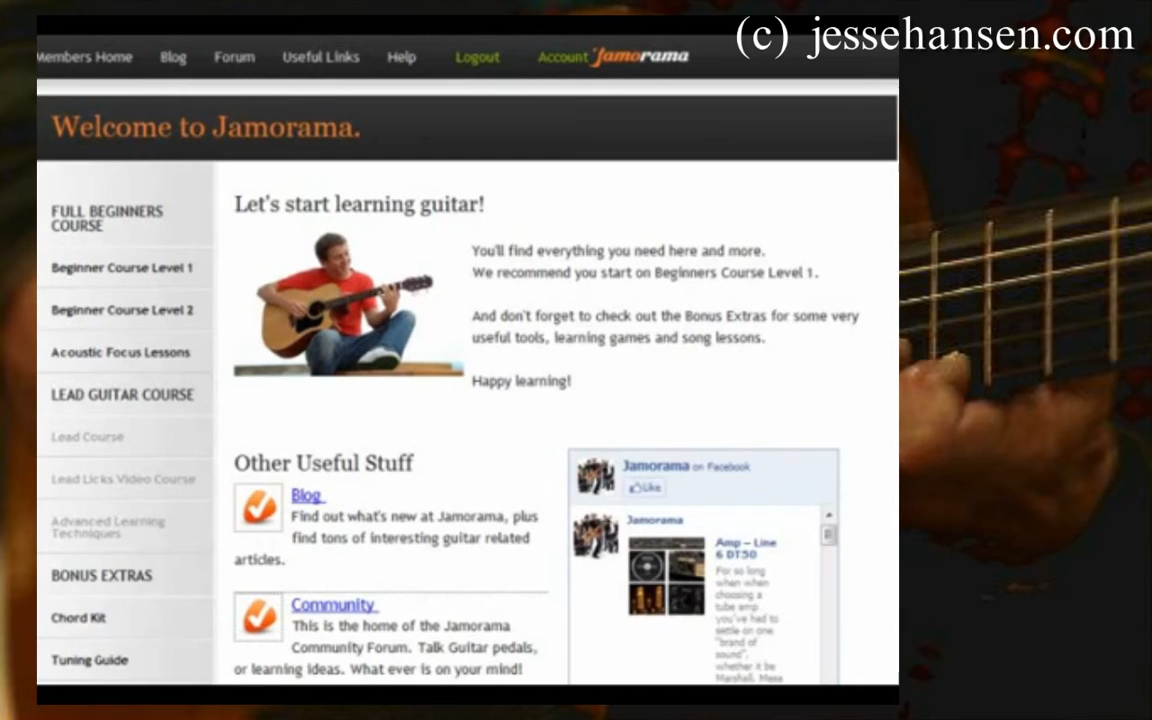 (c) jessehansen.com
Members Home Blog Forum Useful Links Help Logout Account Jamorama
Welcome to Jamorama.
FULL BEGINNERS
COURSE
Beginner Course Level 1
Beginner Course Level 2
Acoustic Focus Lessons
LEAD GUITAR COURSE
Lead Course
Lead Licks Video Course
Advanced Learning
Techniques
BONUS EXTRAS
Chord Kit
Tuning Guide
Let's start learning guitar!
You'll find everything you need here and more.
We recommend you start on Beginners Course Level 1.
And don't forget to check out the Bonus Extras for some very
useful tools, learning games and song lessons.
Happy learning!
Other Useful Stuff
Blog
Find out what's new at Jamorama, plus
find tons of interesting guitar related
articles.
Community
This is the home of the Jamorama
Community Forum. Talk Guitar pedals,
or learning ideas. What ever is on your mind!
Jamorama on Facebook
Like
Jamorama
Amp – Line
6 DT50
For so long
when when
choosing a
tube amp
you've had to
settle on one
"brand of
sound",
whether it be
Marshall, Mesa